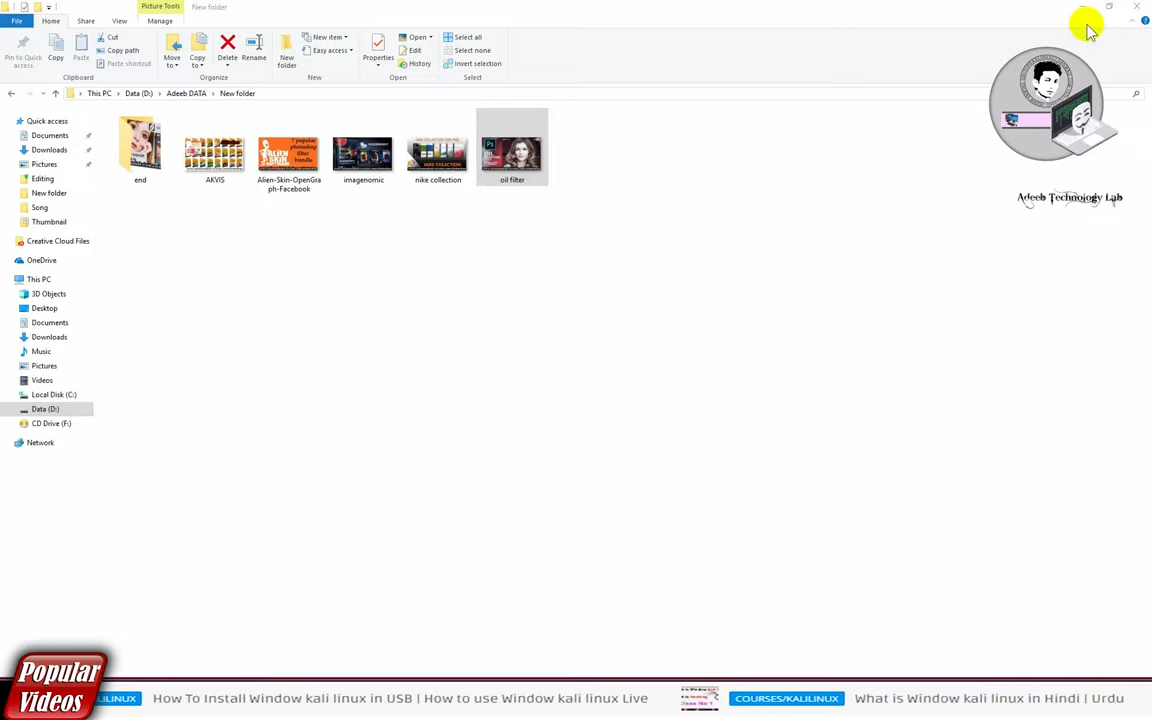 Picture Tools
New folder
File
Home
Share
View
Manage
Pin to Quick access
Copy
Paste
Cut
Copy path
Paste shortcut
Clipboard
Move to
Copy to
Delete
Rename
Organize
New folder
New item
Easy access
New
Properties
Open
Edit
History
Open
Select all
Select none
Invert selection
Select
This PC
Data (D:)
Adeeb DATA
New folder
Quick access
Documents
Downloads
Pictures
Editing
New folder
Song
Thumbnail
Creative Cloud Files
OneDrive
This PC
3D Objects
Desktop
Documents
Downloads
Music
Pictures
Videos
Local Disk (C:)
Data (D:)
CD Drive (F:)
Network
end
AKVIS
Alien-Skin-OpenGra
ph-Facebook
imagenomic
nike collection
oil filter
Adeeb Technology Lab
Popular
Videos
How To Install Window kali linux in USB | How to use Window kali linux Live
COURSES/KALILINUX
What is Window kali linux in Hindi | Urdu